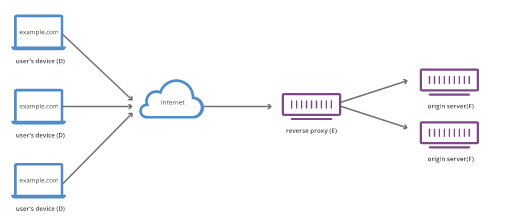 example.com
user's device (D)
example.com
user's device (D)
example.com
user's device (D)
Internet
reverse proxy (E)
origin server(F)
origin server(F)